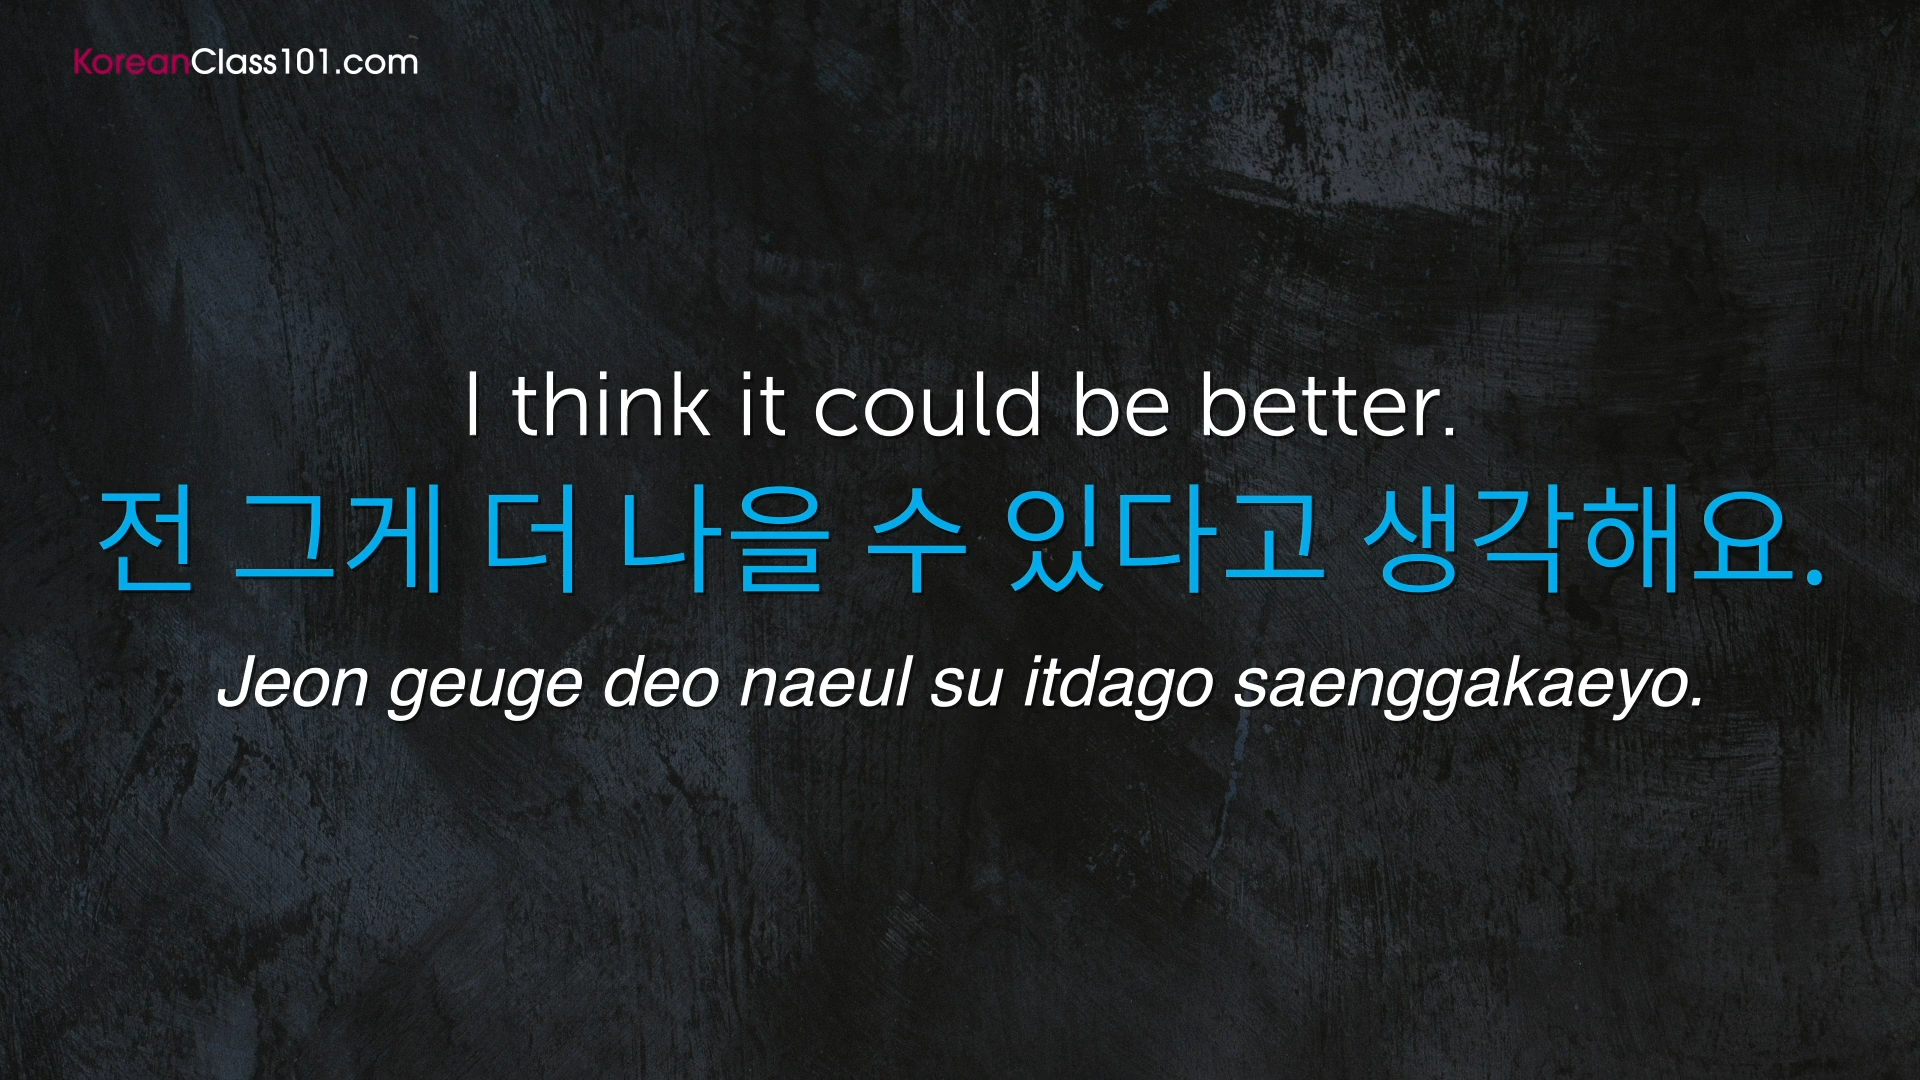 KoreanClass101.com
I think it could be better.
전 그게 더 나을 수 있다고 생각해요.
Jeon geuge deo naeul su itdago saenggakaeyo.